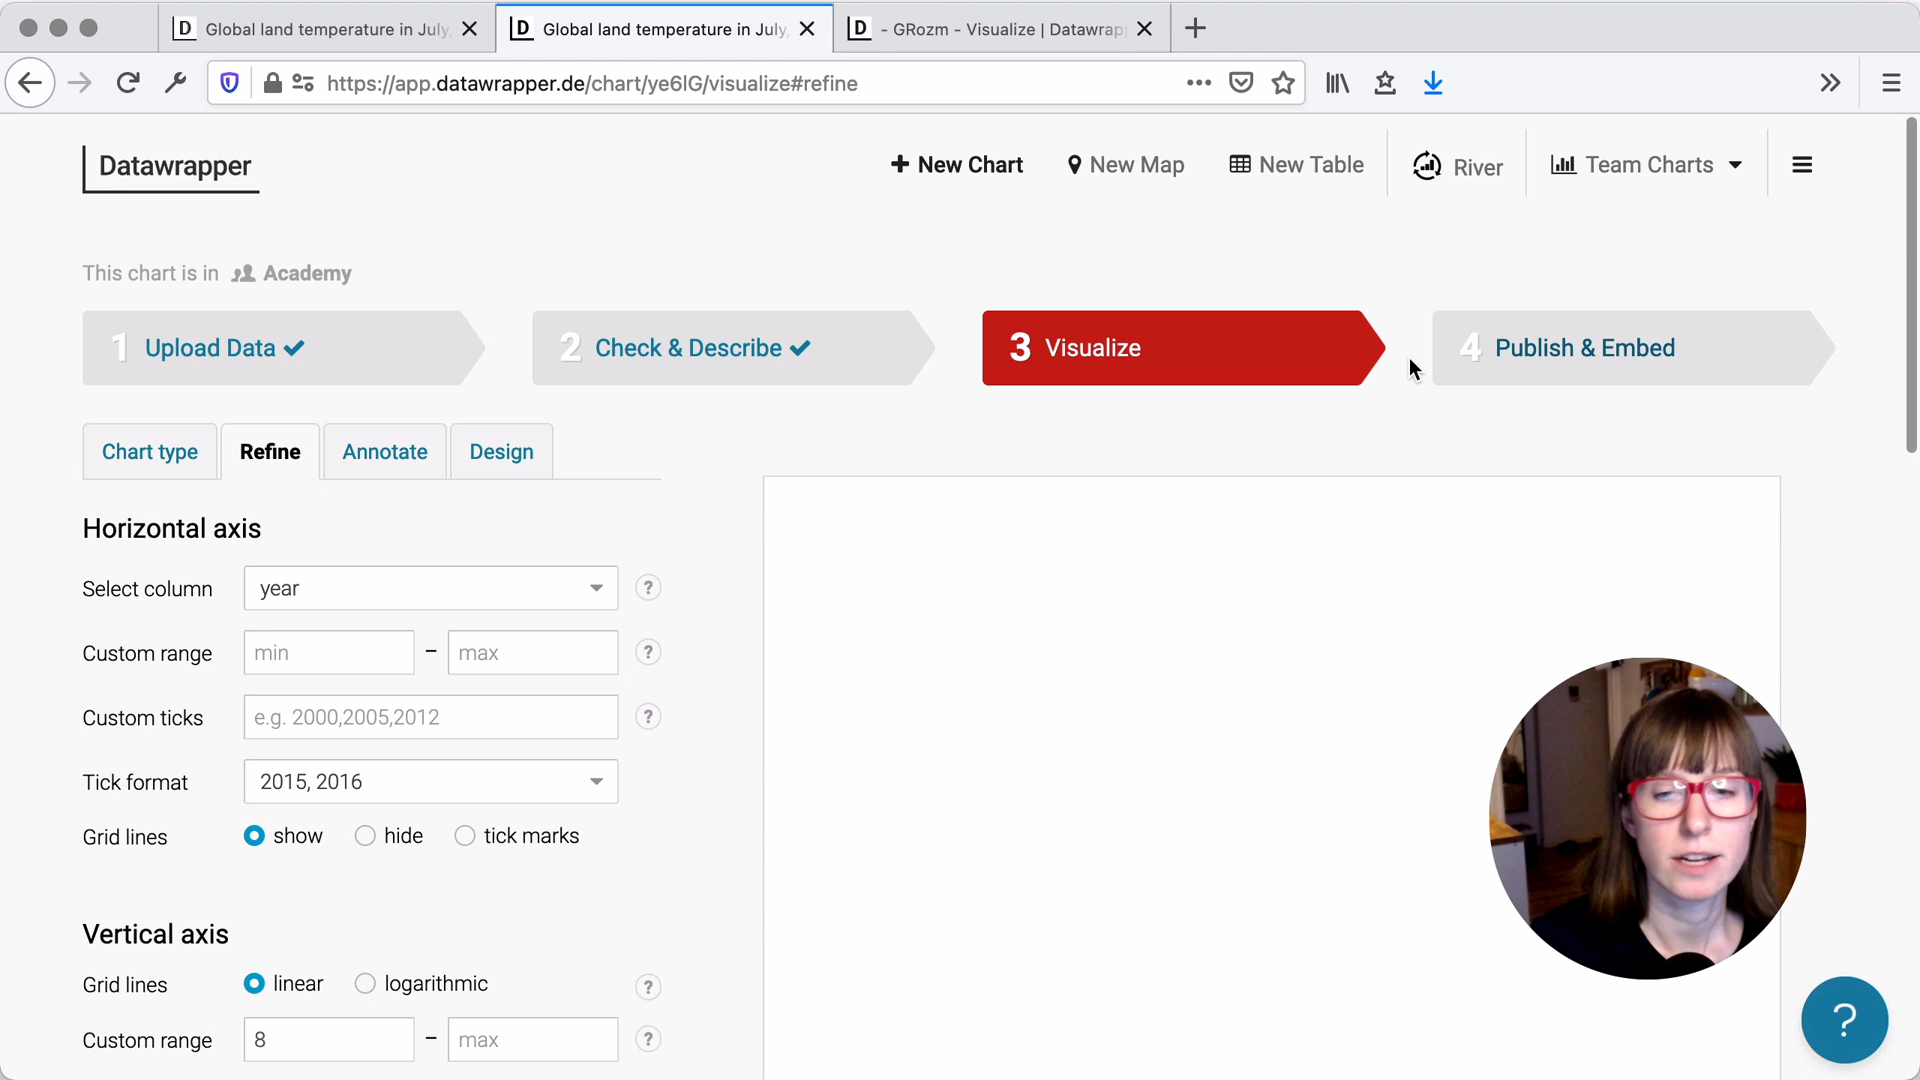 Global land temperature in July,
Global land temperature in July,
- GRozm - Visualize | Datawrap
https://app.datawrapper.de/chart/ye6lG/visualize#refine
Datawrapper
New Chart
New Map
New Table
River
Team Charts
This chart is in Academy
1 Upload Data
2 Check & Describe
3 Visualize
4 Publish & Embed
Chart type
Refine
Annotate
Design
Horizontal axis
Select column year ?
Custom range min – max ?
Custom ticks e.g. 2000,2005,2012 ?
Tick format 2015, 2016
Grid lines show hide tick marks
Vertical axis
Grid lines linear logarithmic ?
Custom range 8 – max ?
?